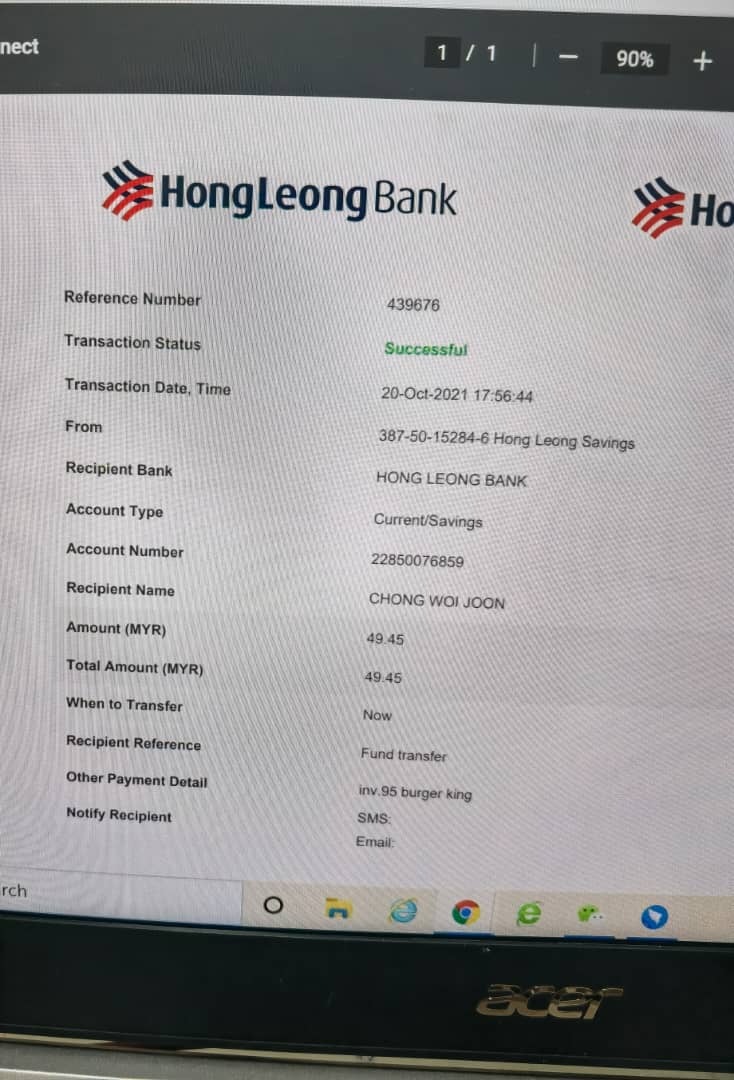 nect
1 / 1 | − 90% +
HongLeong Bank
Ho
Reference Number 439676
Transaction Status Successful
Transaction Date, Time 20-Oct-2021 17:56:44
From 387-50-15284-6 Hong Leong Savings
Recipient Bank HONG LEONG BANK
Account Type Current/Savings
Account Number 22850076859
Recipient Name CHONG WOI JOON
Amount (MYR) 49.45
Total Amount (MYR) 49.45
When to Transfer Now
Recipient Reference Fund transfer
Other Payment Detail inv.95 burger king
Notify Recipient SMS:
Email:
rch
acer